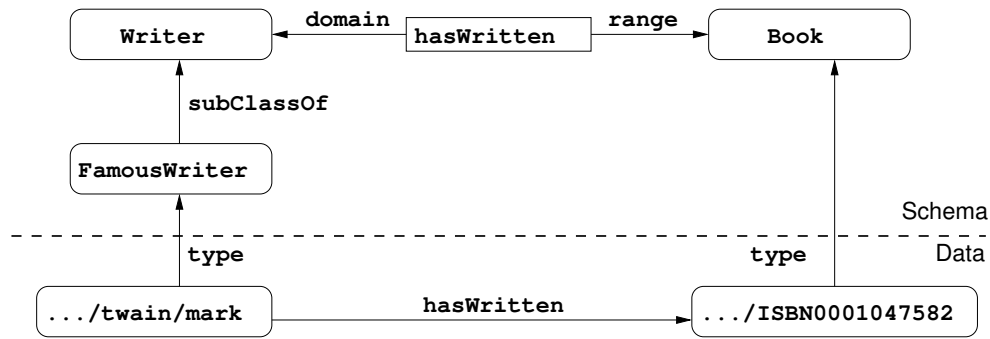 domain range
Writer hasWritten Book
subClassOf
FamousWriter
Schema
type type Data
.../twain/mark hasWritten .../ISBN0001047582